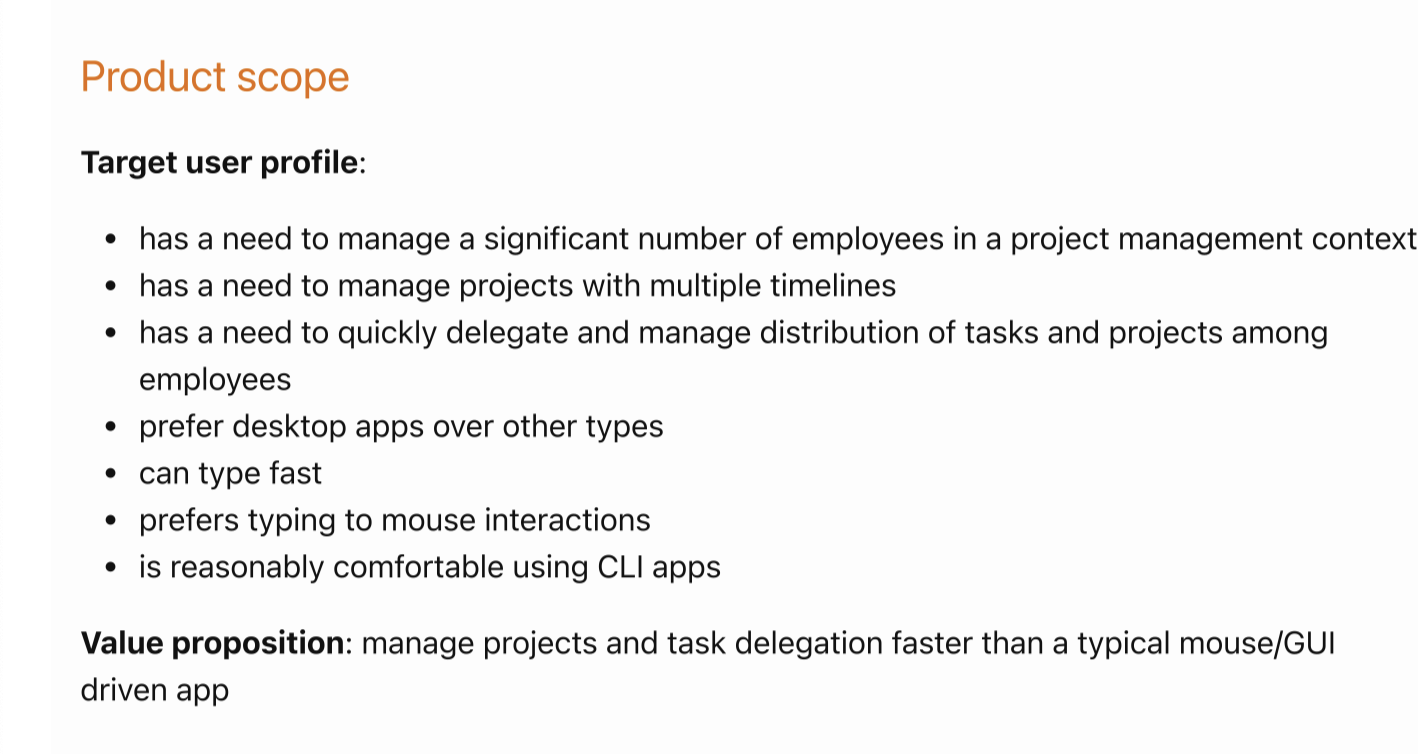 Product scope
Target user profile:
• has a need to manage a significant number of employees in a project management context
• has a need to manage projects with multiple timelines
• has a need to quickly delegate and manage distribution of tasks and projects among
employees
• prefer desktop apps over other types
• can type fast
• prefers typing to mouse interactions
• is reasonably comfortable using CLI apps
Value proposition: manage projects and task delegation faster than a typical mouse/GUI
driven app